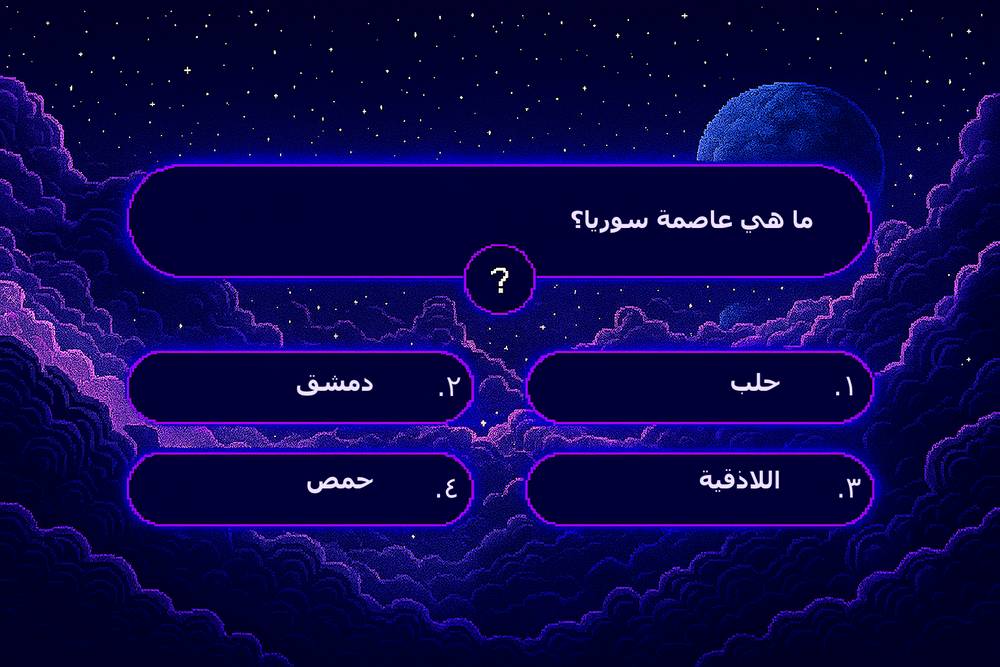 ما هي عاصمة سوريا؟
?
١. حلب
٢. دمشق
٣. اللاذقية
٤. حمص